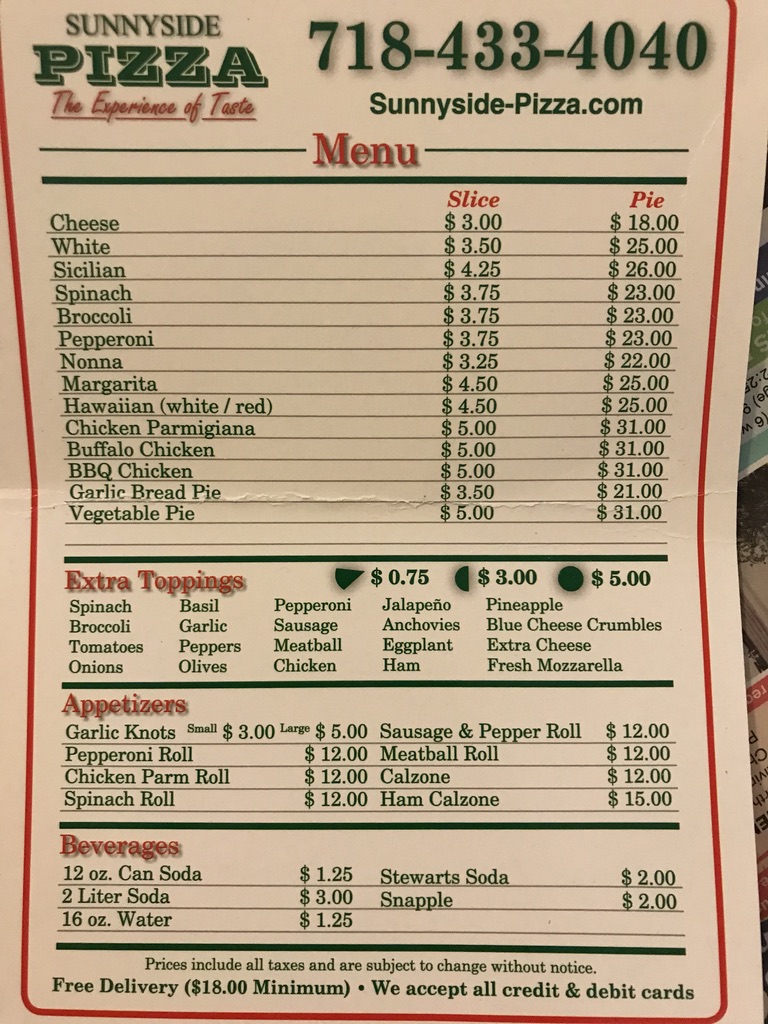 SUNNYSIDE
PIZZA
The Experience of Taste
718-433-4040
Sunnyside-Pizza.com
Menu
Slice Pie
Cheese $ 3.00 $ 18.00
White $ 3.50 $ 25.00
Sicilian $ 4.25 $ 26.00
Spinach $ 3.75 $ 23.00
Broccoli $ 3.75 $ 23.00
Pepperoni $ 3.75 $ 23.00
Nonna $ 3.25 $ 22.00
Margarita $ 4.50 $ 25.00
Hawaiian (white / red) $ 4.50 $ 25.00
Chicken Parmigiana $ 5.00 $ 31.00
Buffalo Chicken $ 5.00 $ 31.00
BBQ Chicken $ 5.00 $ 31.00
Garlic Bread Pie $ 3.50 $ 21.00
Vegetable Pie $ 5.00 $ 31.00
Extra Toppings $ 0.75 $ 3.00 $ 5.00
Spinach Basil Pepperoni Jalapeño Pineapple
Broccoli Garlic Sausage Anchovies Blue Cheese Crumbles
Tomatoes Peppers Meatball Eggplant Extra Cheese
Onions Olives Chicken Ham Fresh Mozzarella
Appetizers
Garlic Knots Small $ 3.00 Large $ 5.00 Sausage & Pepper Roll $ 12.00
Pepperoni Roll $ 12.00 Meatball Roll $ 12.00
Chicken Parm Roll $ 12.00 Calzone $ 12.00
Spinach Roll $ 12.00 Ham Calzone $ 15.00
Beverages
12 oz. Can Soda $ 1.25 Stewarts Soda $ 2.00
2 Liter Soda $ 3.00 Snapple $ 2.00
16 oz. Water $ 1.25
Prices include all taxes and are subject to change without notice.
Free Delivery ($18.00 Minimum) • We accept all credit & debit cards